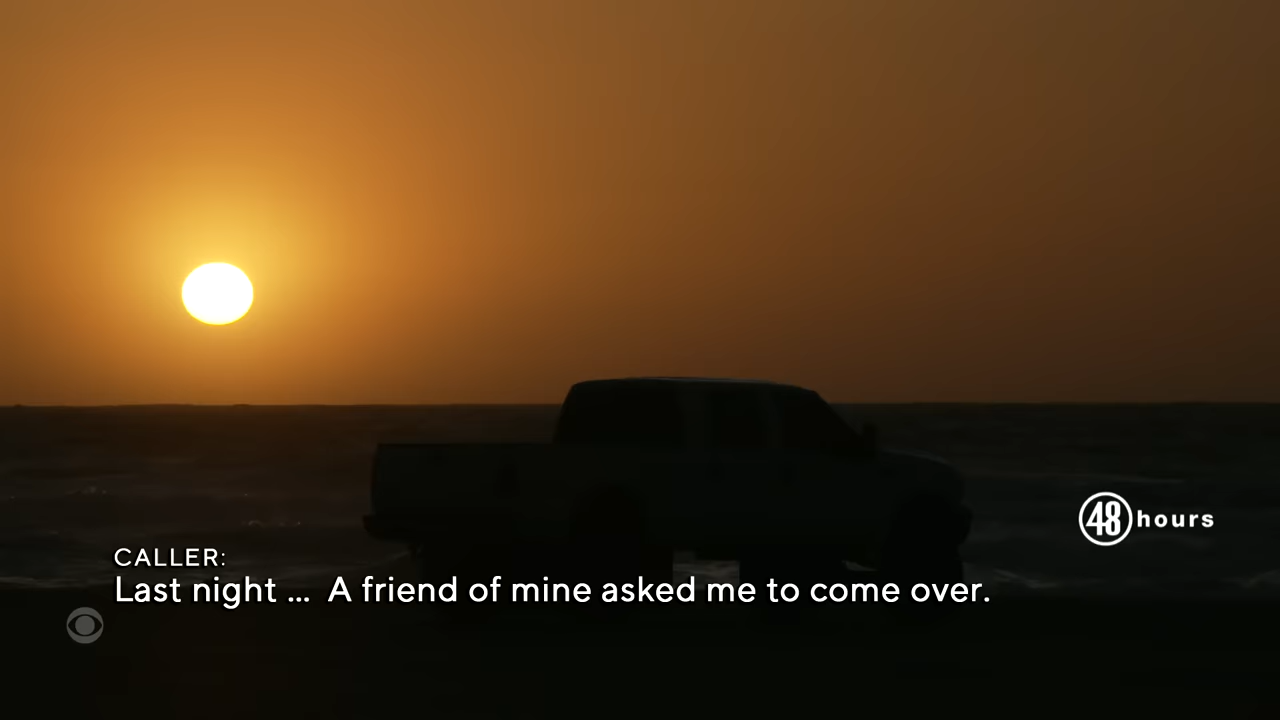 48 hours
CALLER:
Last night ... A friend of mine asked me to come over.